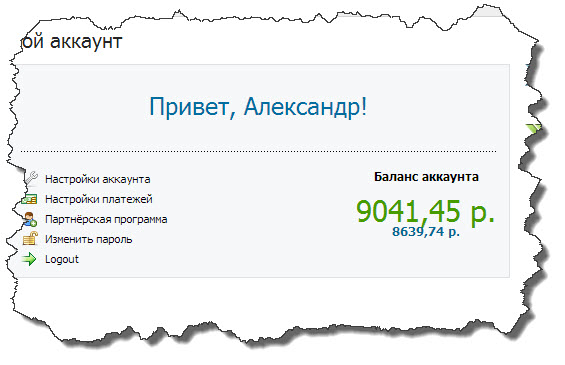 ой аккаунт
Привет, Александр!
Настройки аккаунта
Настройки платежей
Партнёрская программа
Изменить пароль
Logout
Баланс аккаунта
9041,45 р.
8639,74 р.